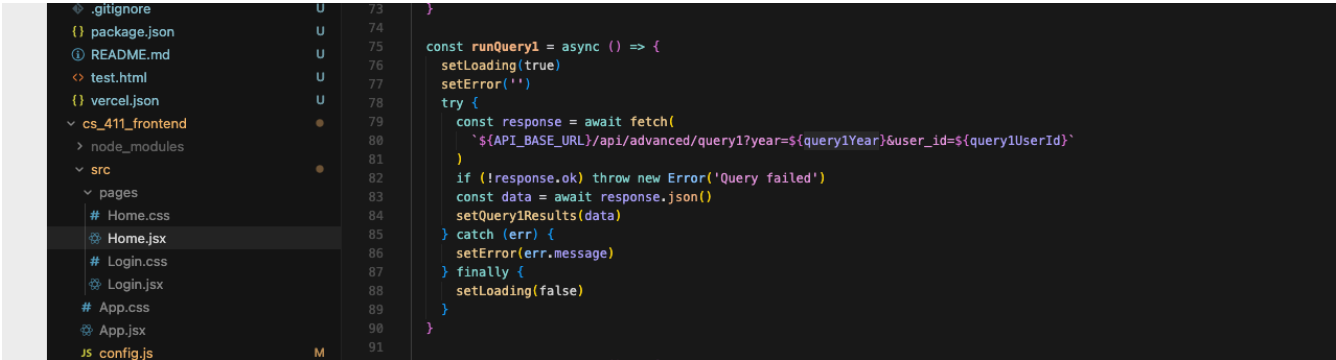 .gitignore U
{} package.json U
README.md U
<> test.html U
{} vercel.json U
cs_411_frontend
node_modules
src
pages
# Home.css
Home.jsx
# Login.css
Login.jsx
# App.css
App.jsx
JS config.js M
73 }
74
75 const runQuery1 = async () => {
76 setLoading(true)
77 setError('')
78 try {
79 const response = await fetch(
80 `${API_BASE_URL}/api/advanced/query1?year=${query1Year}&user_id=${query1UserId}`
81 )
82 if (!response.ok) throw new Error('Query failed')
83 const data = await response.json()
84 setQuery1Results(data)
85 } catch (err) {
86 setError(err.message)
87 } finally {
88 setLoading(false)
89 }
90 }
91